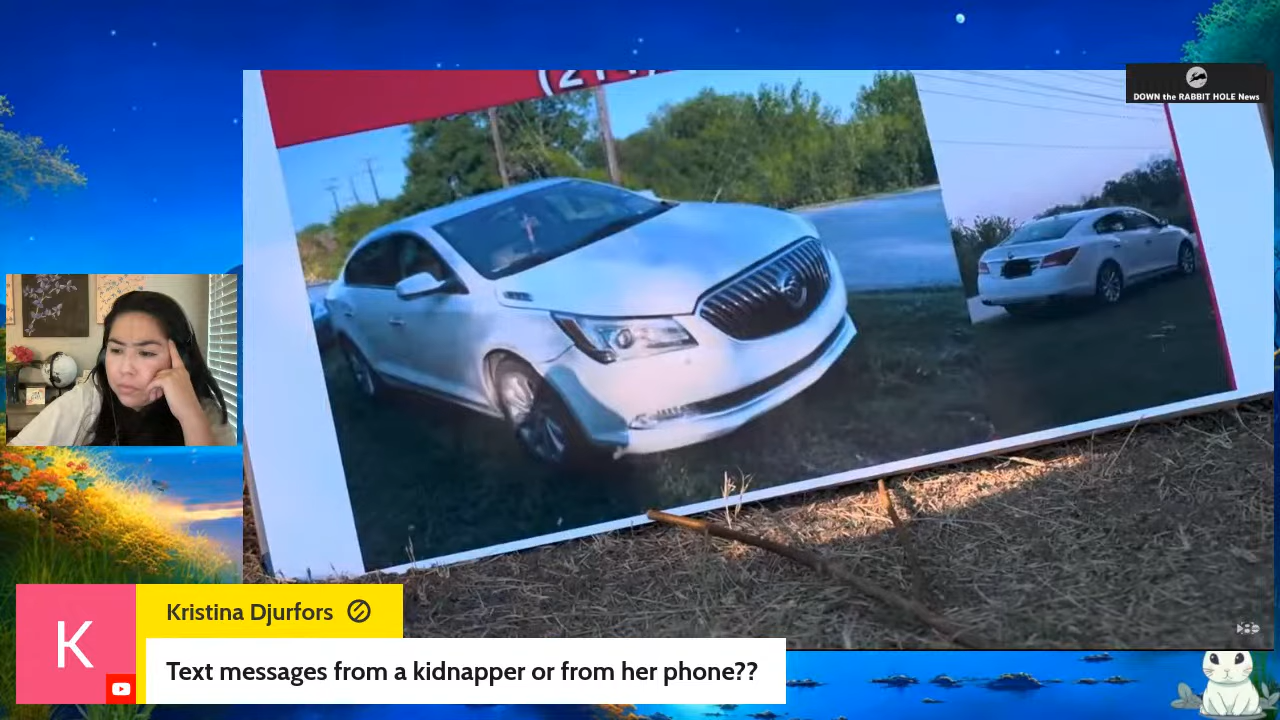 DOWN the RABBIT HOLE News
K
Kristina Djurfors
Text messages from a kidnapper or from her phone??